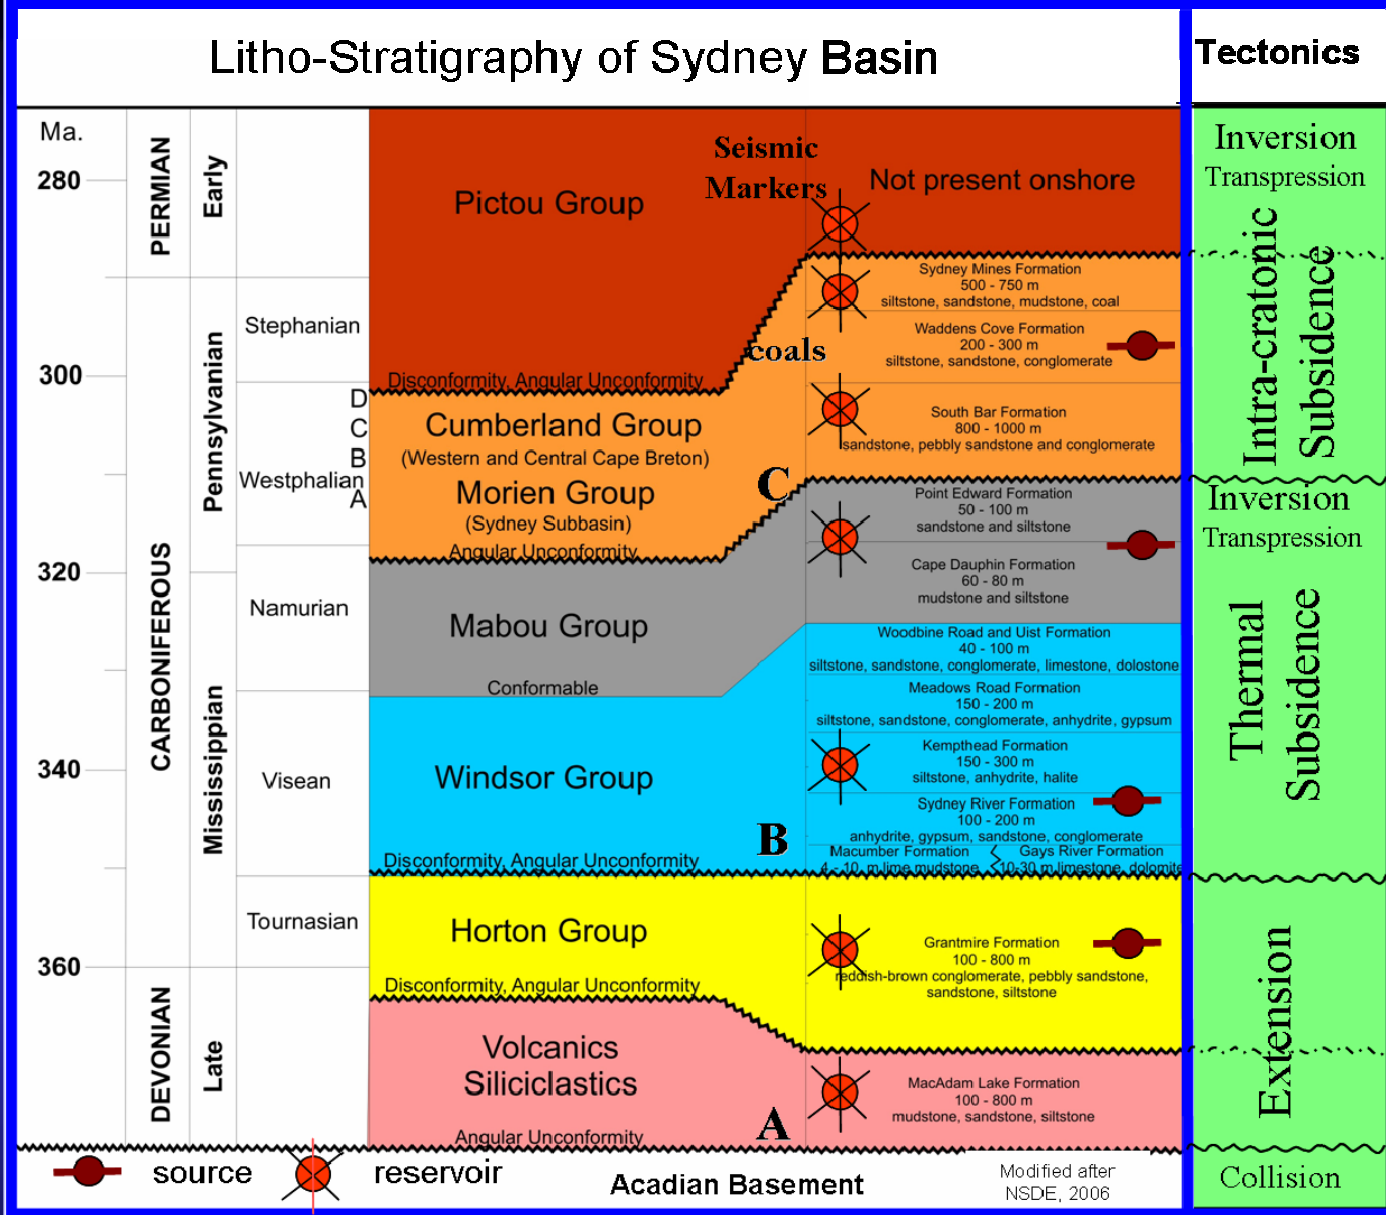 Litho-Stratigraphy of Sydney Basin
Tectonics
Ma.
280
300
320
340
360
PERMIAN
CARBONIFEROUS
DEVONIAN
Early
Pennsylvanian
Mississippian
Late
Stephanian
D
C
B
Westphalian
A
Namurian
Visean
Tournasian
Pictou Group
Disconformity, Angular Unconformity
Cumberland Group
(Western and Central Cape Breton)
Morien Group
(Sydney Subbasin)
Angular Unconformity
Mabou Group
Conformable
Windsor Group
Disconformity, Angular Unconformity
Horton Group
Disconformity, Angular Unconformity
Volcanics
Siliciclastics
Angular Unconformity
Seismic
Markers
coals
C
B
A
Not present onshore
Sydney Mines Formation
500 - 750 m
siltstone, sandstone, mudstone, coal
Waddens Cove Formation
200 - 300 m
siltstone, sandstone, conglomerate
South Bar Formation
800 - 1000 m
sandstone, pebbly sandstone and conglomerate
Point Edward Formation
50 - 100 m
sandstone and siltstone
Cape Dauphin Formation
60 - 80 m
mudstone and siltstone
Woodbine Road and Uist Formation
40 - 100 m
siltstone, sandstone, conglomerate, limestone, dolostone
Meadows Road Formation
150 - 200 m
siltstone, sandstone, conglomerate, anhydrite, gypsum
Kempthead Formation
150 - 300 m
siltstone, anhydrite, halite
Sydney River Formation
100 - 200 m
anhydrite, gypsum, sandstone, conglomerate
Macumber Formation
4 - 10 m lime mudstone
Gays River Formation
10-30 m limestone, dolomite
Grantmire Formation
100 - 800 m
reddish-brown conglomerate, pebbly sandstone,
sandstone, siltstone
MacAdam Lake Formation
100 - 800 m
mudstone, sandstone, siltstone
Inversion
Transpression
Intra-cratonic
Subsidence
Inversion
Transpression
Thermal
Subsidence
Extension
Collision
source
reservoir
Acadian Basement
Modified after
NSDE, 2006